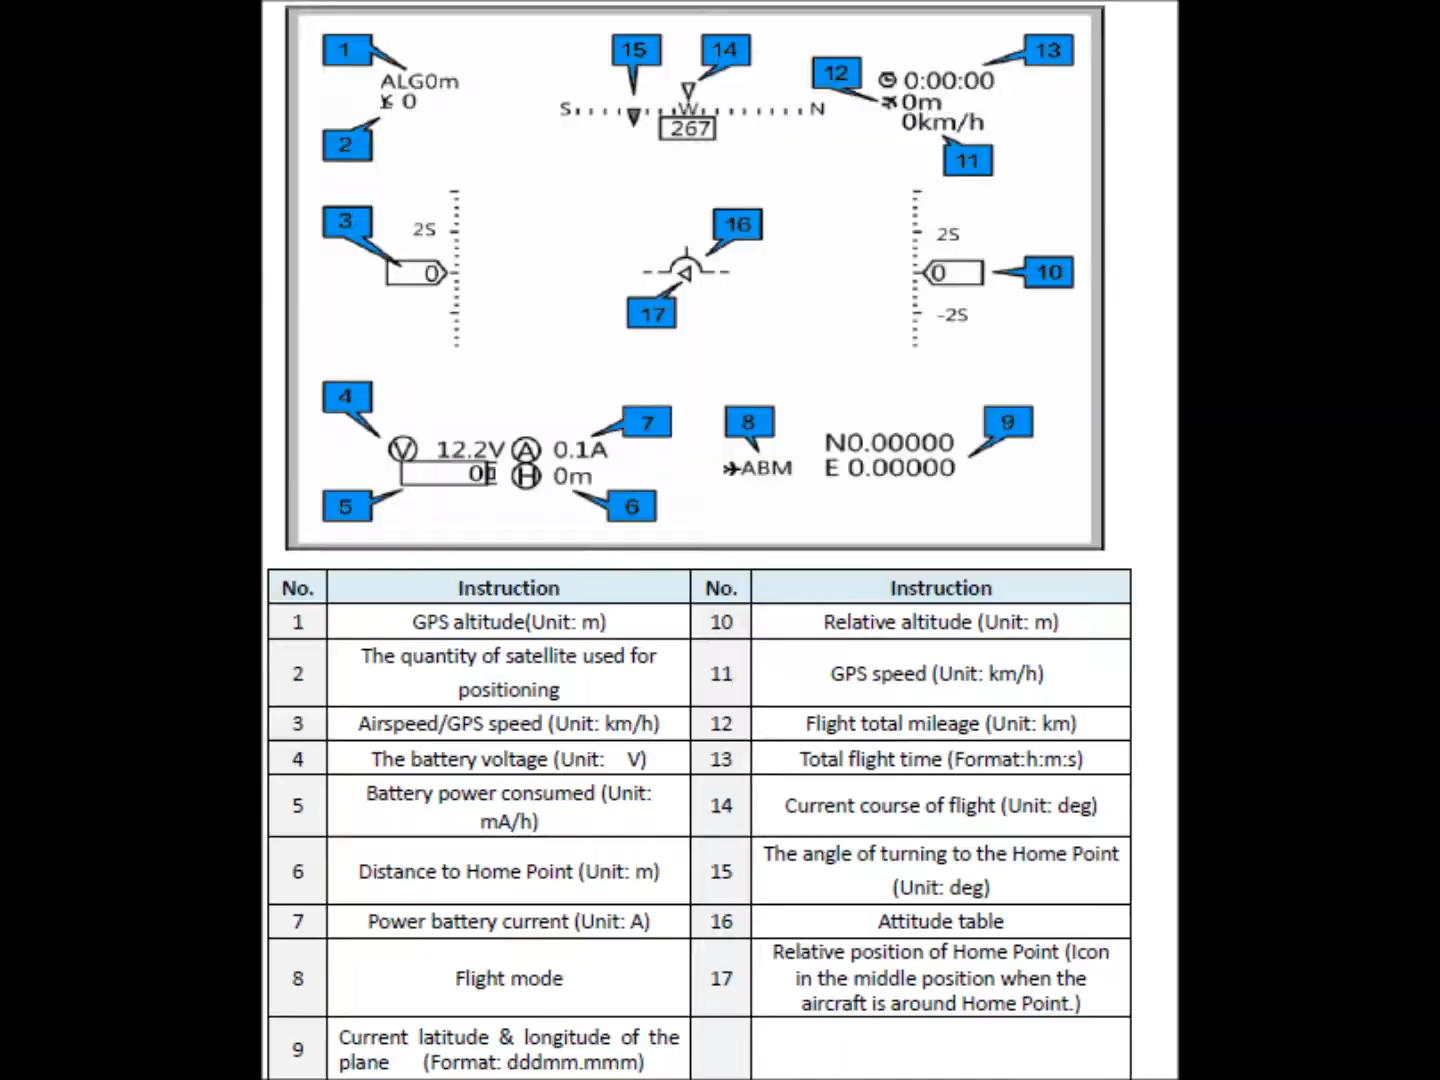 1
15
14
12
13
ALG0m
0
S
W
N
267
0:00:00
0m
0km/h
2
11
3
2S
0
16
17
2S
0
10
-2S
4
7
8
9
V 12.2V A 0.1A
0
H 0m
ABM
N0.00000
E 0.00000
5
6
No. Instruction No. Instruction
1 GPS altitude(Unit: m) 10 Relative altitude (Unit: m)
2 The quantity of satellite used for
positioning
11 GPS speed (Unit: km/h)
3 Airspeed/GPS speed (Unit: km/h) 12 Flight total mileage (Unit: km)
4 The battery voltage (Unit: V) 13 Total flight time (Format:h:m:s)
5 Battery power consumed (Unit:
mA/h)
14 Current course of flight (Unit: deg)
6 Distance to Home Point (Unit: m) 15 The angle of turning to the Home Point
(Unit: deg)
7 Power battery current (Unit: A) 16 Attitude table
8 Flight mode 17 Relative position of Home Point (Icon
in the middle position when the
aircraft is around Home Point.)
9 Current latitude & longitude of the
plane (Format: dddmm.mmm)